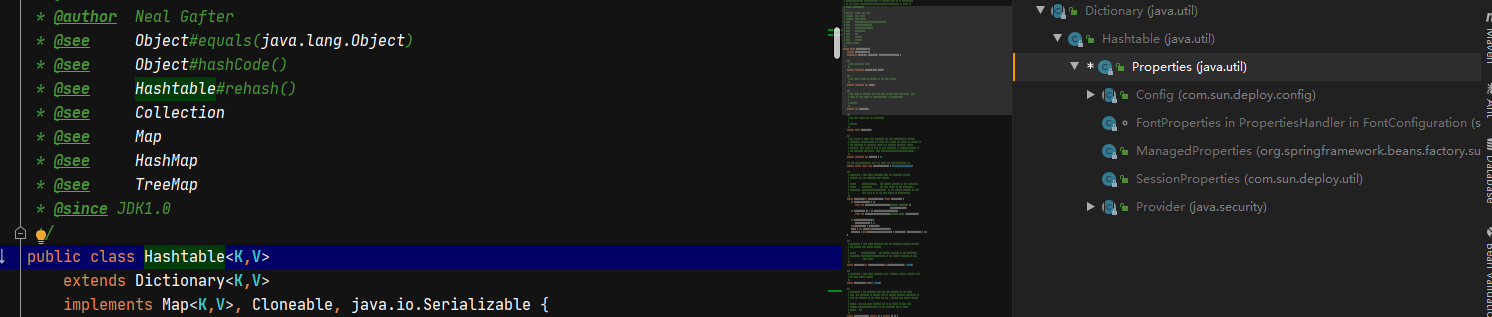 * @author  Neal Gafter
* @see     Object#equals(java.lang.Object)
* @see     Object#hashCode()
* @see     Hashtable#rehash()
* @see     Collection
* @see     Map
* @see     HashMap
* @see     TreeMap
* @since JDK1.0
*/
public class Hashtable<K,V>
    extends Dictionary<K,V>
    implements Map<K,V>, Cloneable, java.io.Serializable {
Dictionary (java.util)
Hashtable (java.util)
* Properties (java.util)
Config (com.sun.deploy.config)
FontProperties in PropertiesHandler in FontConfiguration (s
ManagedProperties (org.springframework.beans.factory.su
SessionProperties (com.sun.deploy.util)
Provider (java.security)
Maven
Ant
Database
Bean Validation